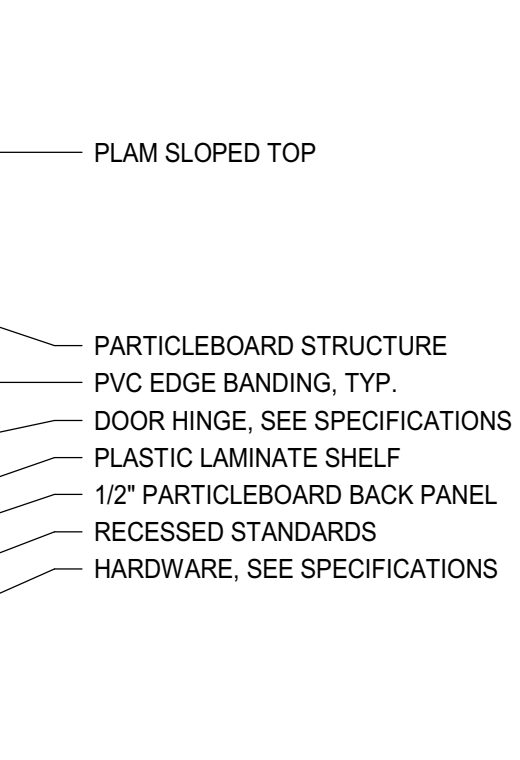 PLAM SLOPED TOP
PARTICLEBOARD STRUCTURE
PVC EDGE BANDING, TYP.
DOOR HINGE, SEE SPECIFICATIONS
PLASTIC LAMINATE SHELF
1/2" PARTICLEBOARD BACK PANEL
RECESSED STANDARDS
HARDWARE, SEE SPECIFICATIONS